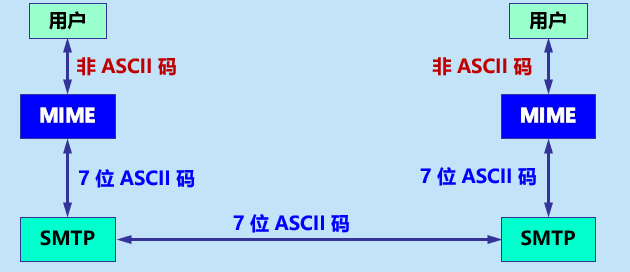 用户 用户
非 ASCII 码 非 ASCII 码
MIME MIME
7 位 ASCII 码 7 位 ASCII 码
7 位 ASCII 码
SMTP SMTP